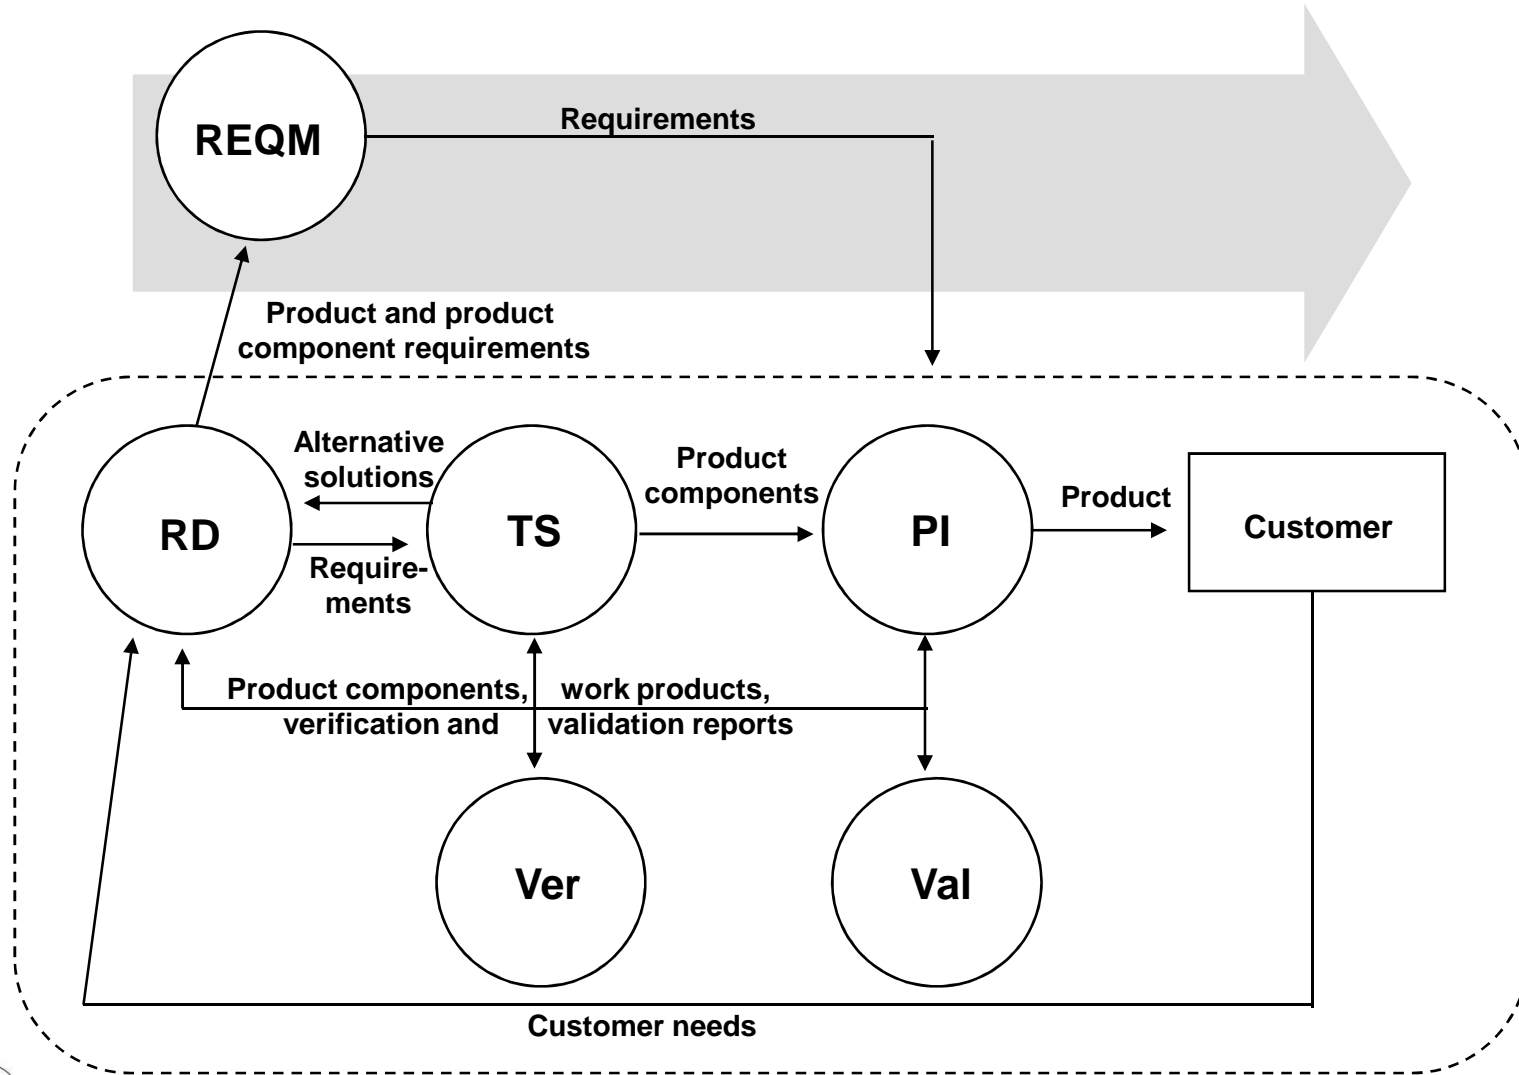 REQM
Requirements
Product and product
component requirements
RD
Alternative
solutions
Require-
ments
TS
Product
components
PI
Product
Customer
Product components, work products,
verification and validation reports
Ver
Val
Customer needs